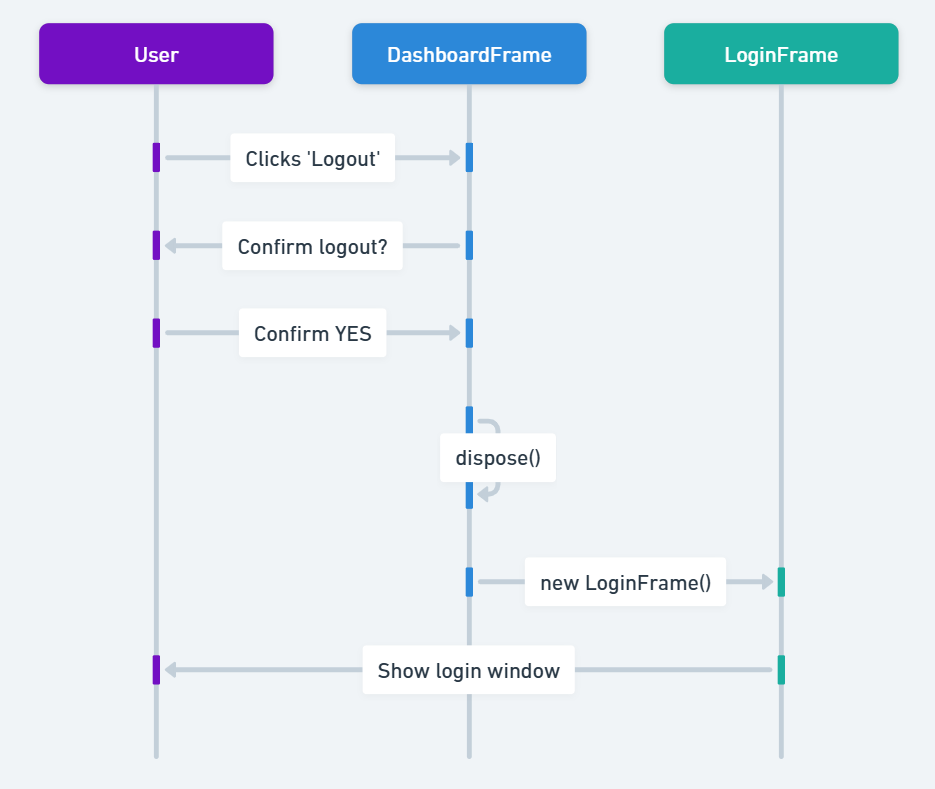 User
DashboardFrame
LoginFrame
Clicks 'Logout'
Confirm logout?
Confirm YES
dispose()
new LoginFrame()
Show login window